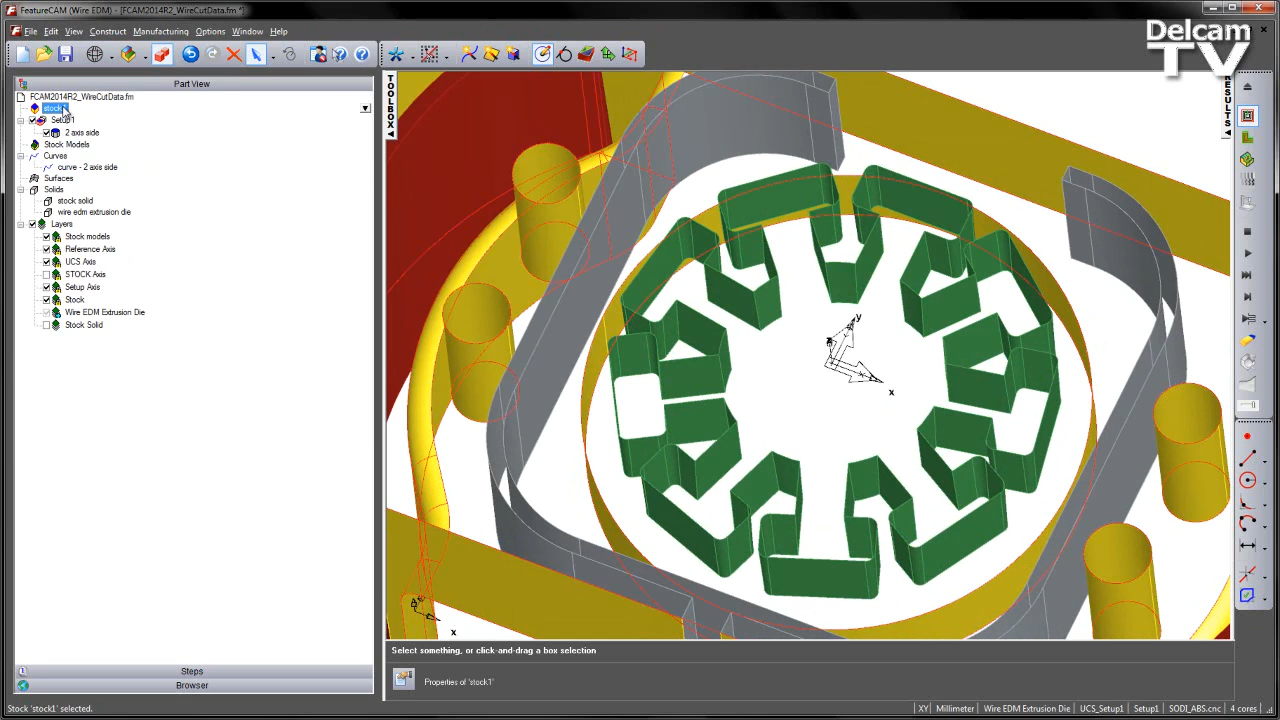 FeatureCAM (Wire EDM) - [FCAM2014R2_WireCutData.fm *]
File Edit View Construct Manufacturing Options Window Help
Delcam
TV
Part View
FCAM2014R2_WireCutData.fm
stock1
Setup1
2 axis side
Stock Models
Curves
curve - 2 axis side
Surfaces
Solids
stock solid
wire edm extrusion die
Layers
Stock models
Reference Axis
UCS Axis
STOCK Axis
Setup Axis
Stock
Wire EDM Extrusion Die
Stock Solid
Steps
Browser
TOOLBOX
RESULTS
y
x
x
Select something, or click-and-drag a box selection
Properties of 'stock1'
Stock 'stock1' selected.
XY Millimeter Wire EDM Extrusion Die UCS_Setup1 Setup1 SODI_ABS.cnc 4 cores